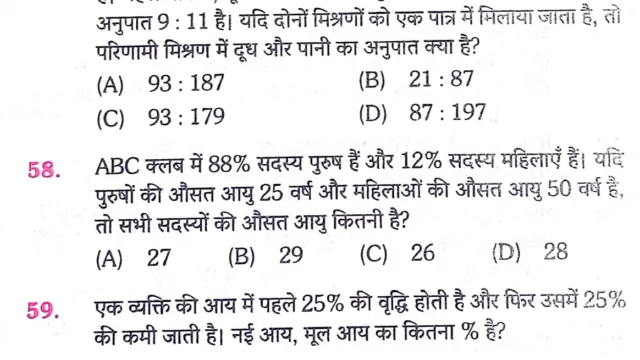 अनुपात 9 : 11 है। यदि दोनों मिश्रणों को एक पात्र में मिलाया जाता है, तो
परिणामी मिश्रण में दूध और पानी का अनुपात क्या है?
(A) 93 : 187 (B) 21 : 87
(C) 93 : 179 (D) 87 : 197
58. ABC क्लब में 88% सदस्य पुरुष हैं और 12% सदस्य महिलाएँ हैं। यदि
पुरुषों की औसत आयु 25 वर्ष और महिलाओं की औसत आयु 50 वर्ष है,
तो सभी सदस्यों की औसत आयु कितनी है?
(A) 27 (B) 29 (C) 26 (D) 28
59. एक व्यक्ति की आय में पहले 25% की वृद्धि होती है और फिर उसमें 25%
की कमी जाती है। नई आय, मूल आय का कितना % है?